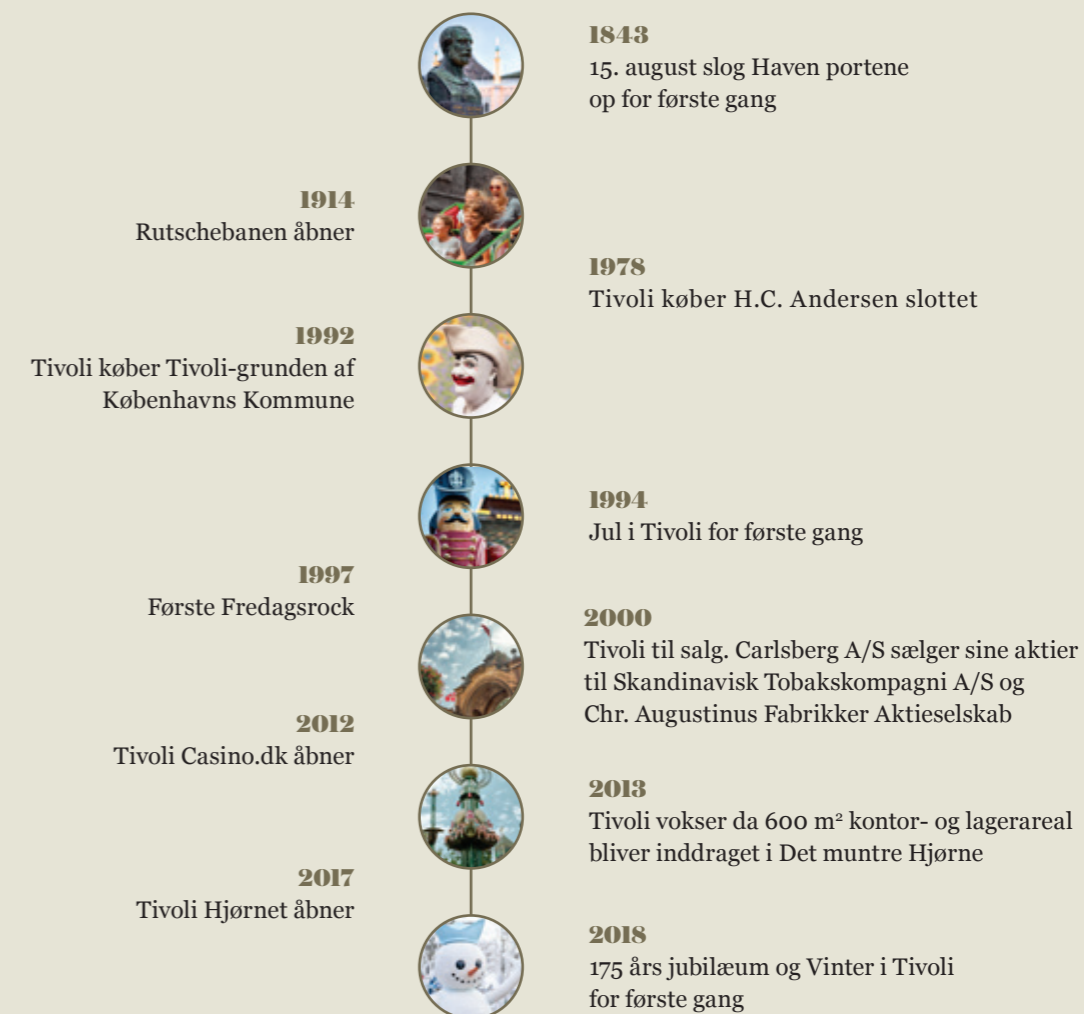 1843
15. august slog Haven portene
op for første gang
1914
Rutschebanen åbner
1978
Tivoli køber H.C. Andersen slottet
1992
Tivoli køber Tivoli-grunden af
Københavns Kommune
1994
Jul i Tivoli for første gang
1997
Første Fredagsrock
2000
Tivoli til salg. Carlsberg A/S sælger sine aktier
til Skandinavisk Tobakskompagni A/S og
Chr. Augustinus Fabrikker Aktieselskab
2012
Tivoli Casino.dk åbner
2013
Tivoli vokser da 600 m² kontor- og lagerareal
bliver inddraget i Det muntre Hjørne
2017
Tivoli Hjørnet åbner
2018
175 års jubilæum og Vinter i Tivoli
for første gang